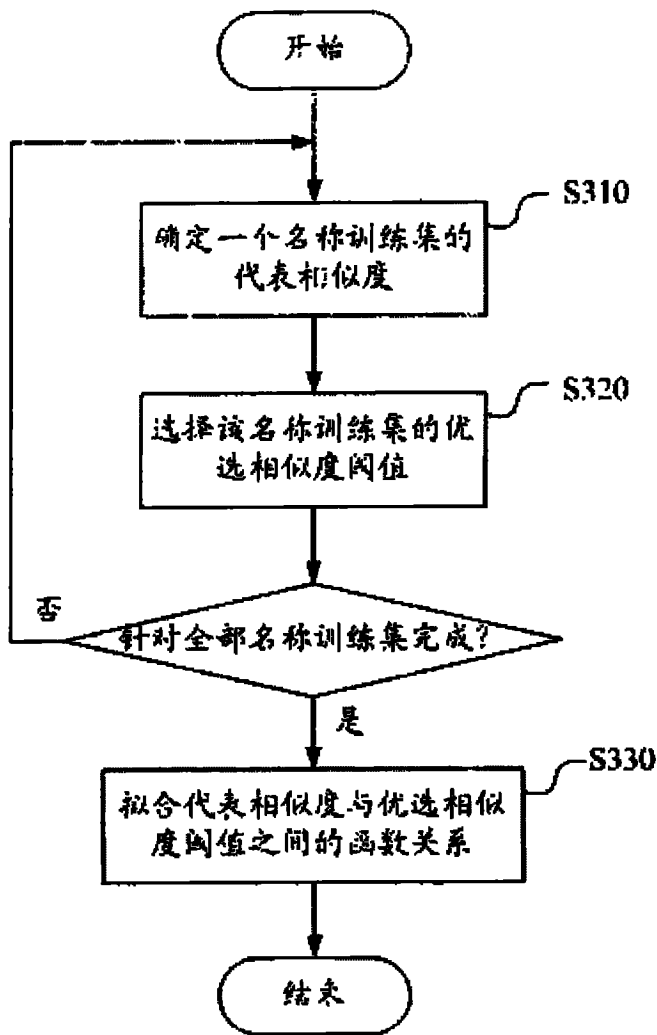 开始
S310
确定一个名称训练集的
代表相似度
S320
选择该名称训练集的优
选相似度阈值
否
针对全部名称训练集完成?
是
S330
拟合代表相似度与优选相似
度阈值之间的函数关系
结束